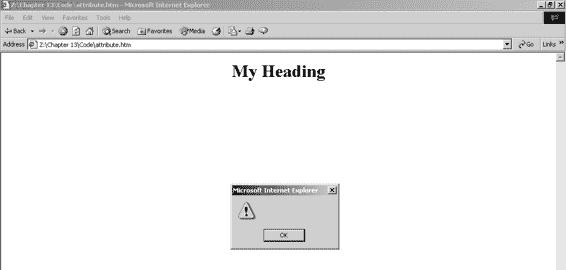 Z:\Chapter 13\Code\attribute.htm - Microsoft Internet Explorer
File Edit View Favorites Tools Help
Back Search Favorites Media
Address Z:\Chapter 13\Code\attribute.htm Go Links »
My Heading
Microsoft Internet Explorer
OK